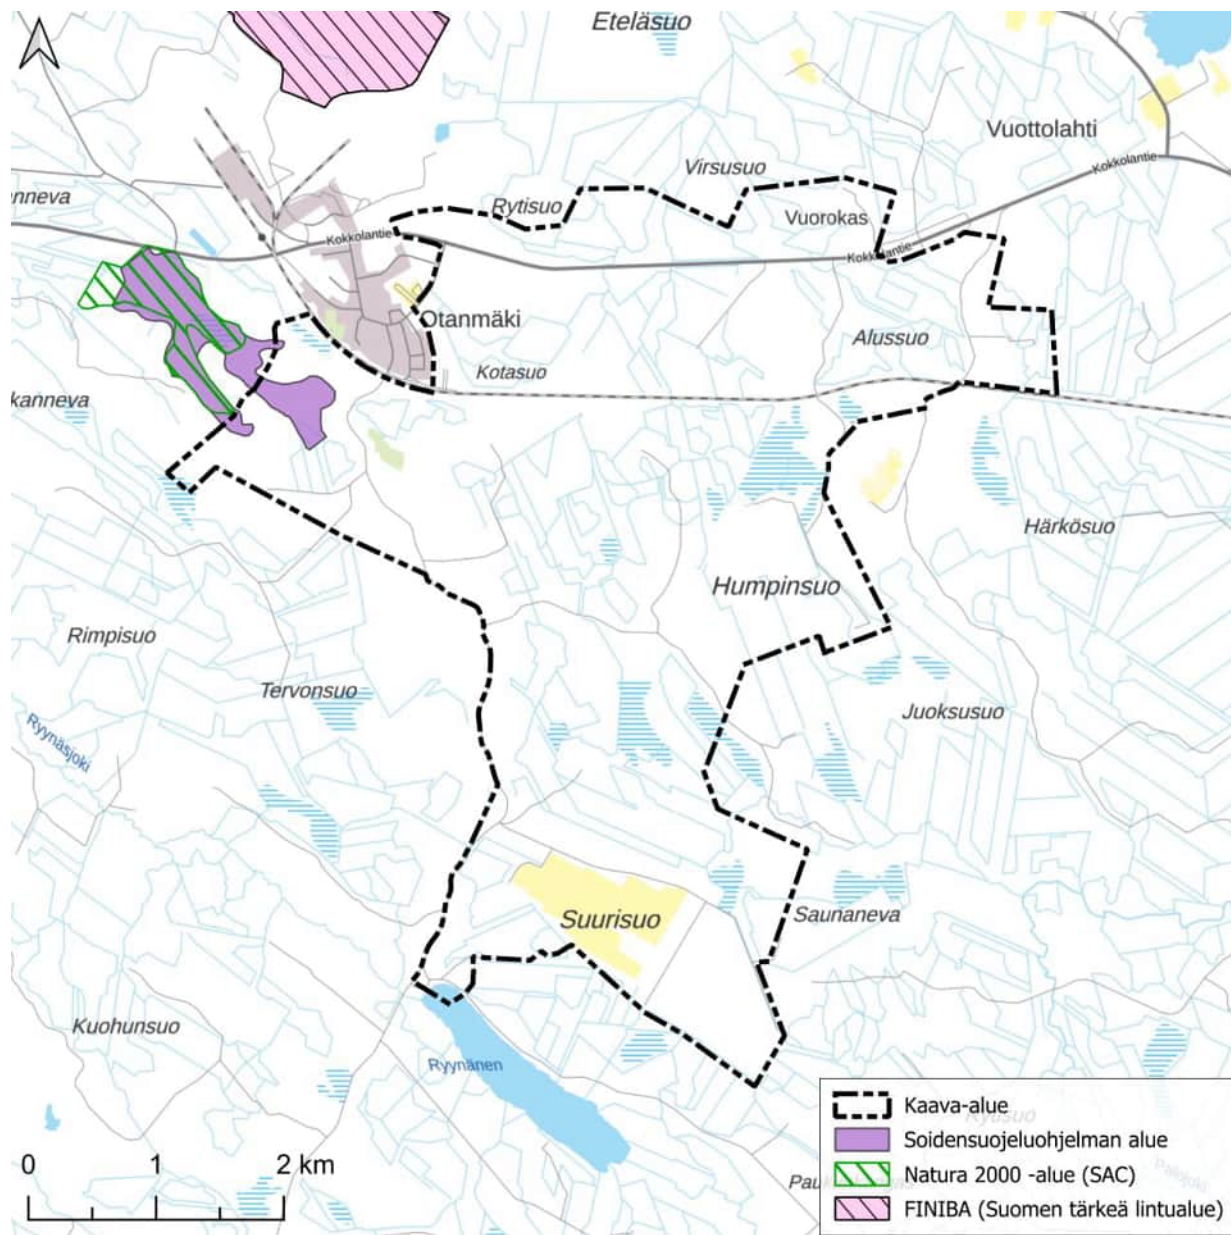 Eteläsuo
Vuottolahti
Kokkolantie
Virsusuo
nneva
Rytisuo
Vuorokas
Kokkolantie
Kokkolantie
Otanmäki
Alussuo
Kotasuo
kanneva
Härkösuo
Humpinsuo
Rimpisuo
Tervonsuo
Juoksusuo
Ryynäsjoki
Suurisuo
Saunaneva
Kuohunsuo
Ryynänen
Kaava-alue
Rytisuo
Soidensuojeluohjelman alue
0 1 2 km
Natura 2000 -alue (SAC)
Palojoki
FINIBA (Suomen tärkeä lintualue)